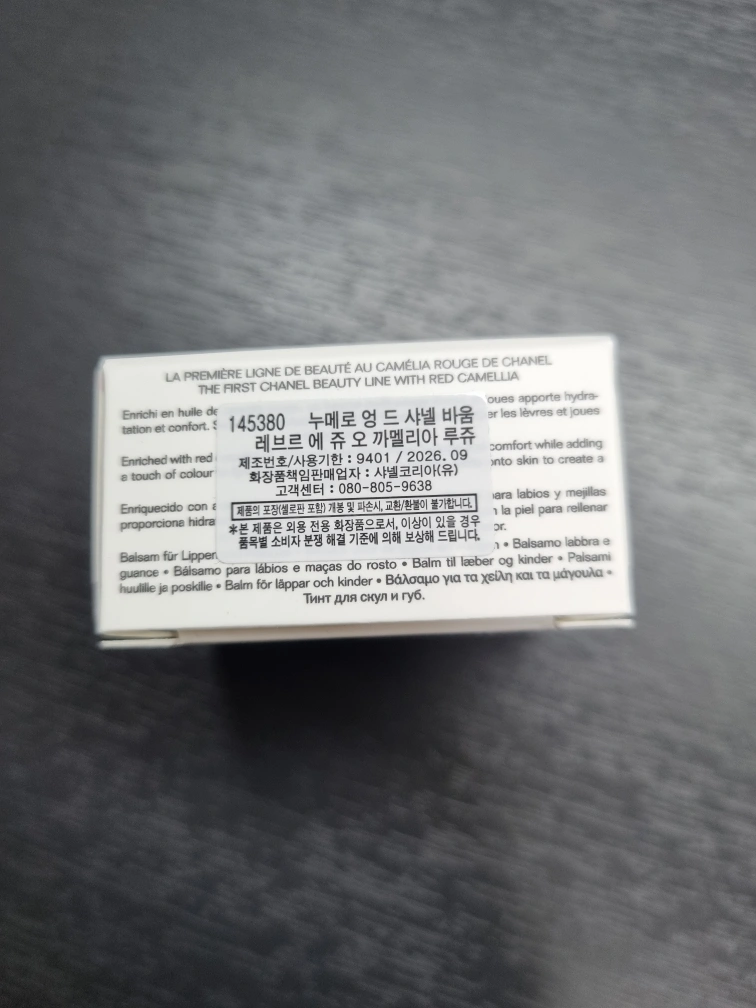 LA PREMIÈRE LIGNE DE BEAUTÉ AU CAMÉLIA ROUGE DE CHANEL
THE FIRST CHANEL BEAUTY LINE WITH RED CAMELLIA
Enrichi en huile de oues apporte hydra-
tation et confort. S er les lèvres et joues
Enriched with red comfort while adding
a touch of colour onto skin to create a
Enriquecido con a para labios y mejillas
proporciona hidra n la piel para rellenar
or.
145380 누메로 엉 드 샤넬 바움
레브르 에 쥬 오 까멜리아 루쥬
제조번호/사용기한 : 9401 / 2026. 09
화장품책임판매업자 : 샤넬코리아(유)
고객센터 : 080-805-9638
제품의 포장(셀로판 포함) 개봉 및 파손시, 교환/환불이 불가합니다.
*본 제품은 외용 전용 화장품으로서, 이상이 있을 경우
품목별 소비자 분쟁 해결 기준에 의해 보상해 드립니다.
Balsam für Lippen n • Balsamo labbra e
guance • Bálsamo para lábios e maças do rosto • Balm til læber og kinder • Palsami
huulille ja poskille • Balm för läppar och kinder • Βάλσαμο για τα χείλη και τα μάγουλα •
Тинт для скул и губ.